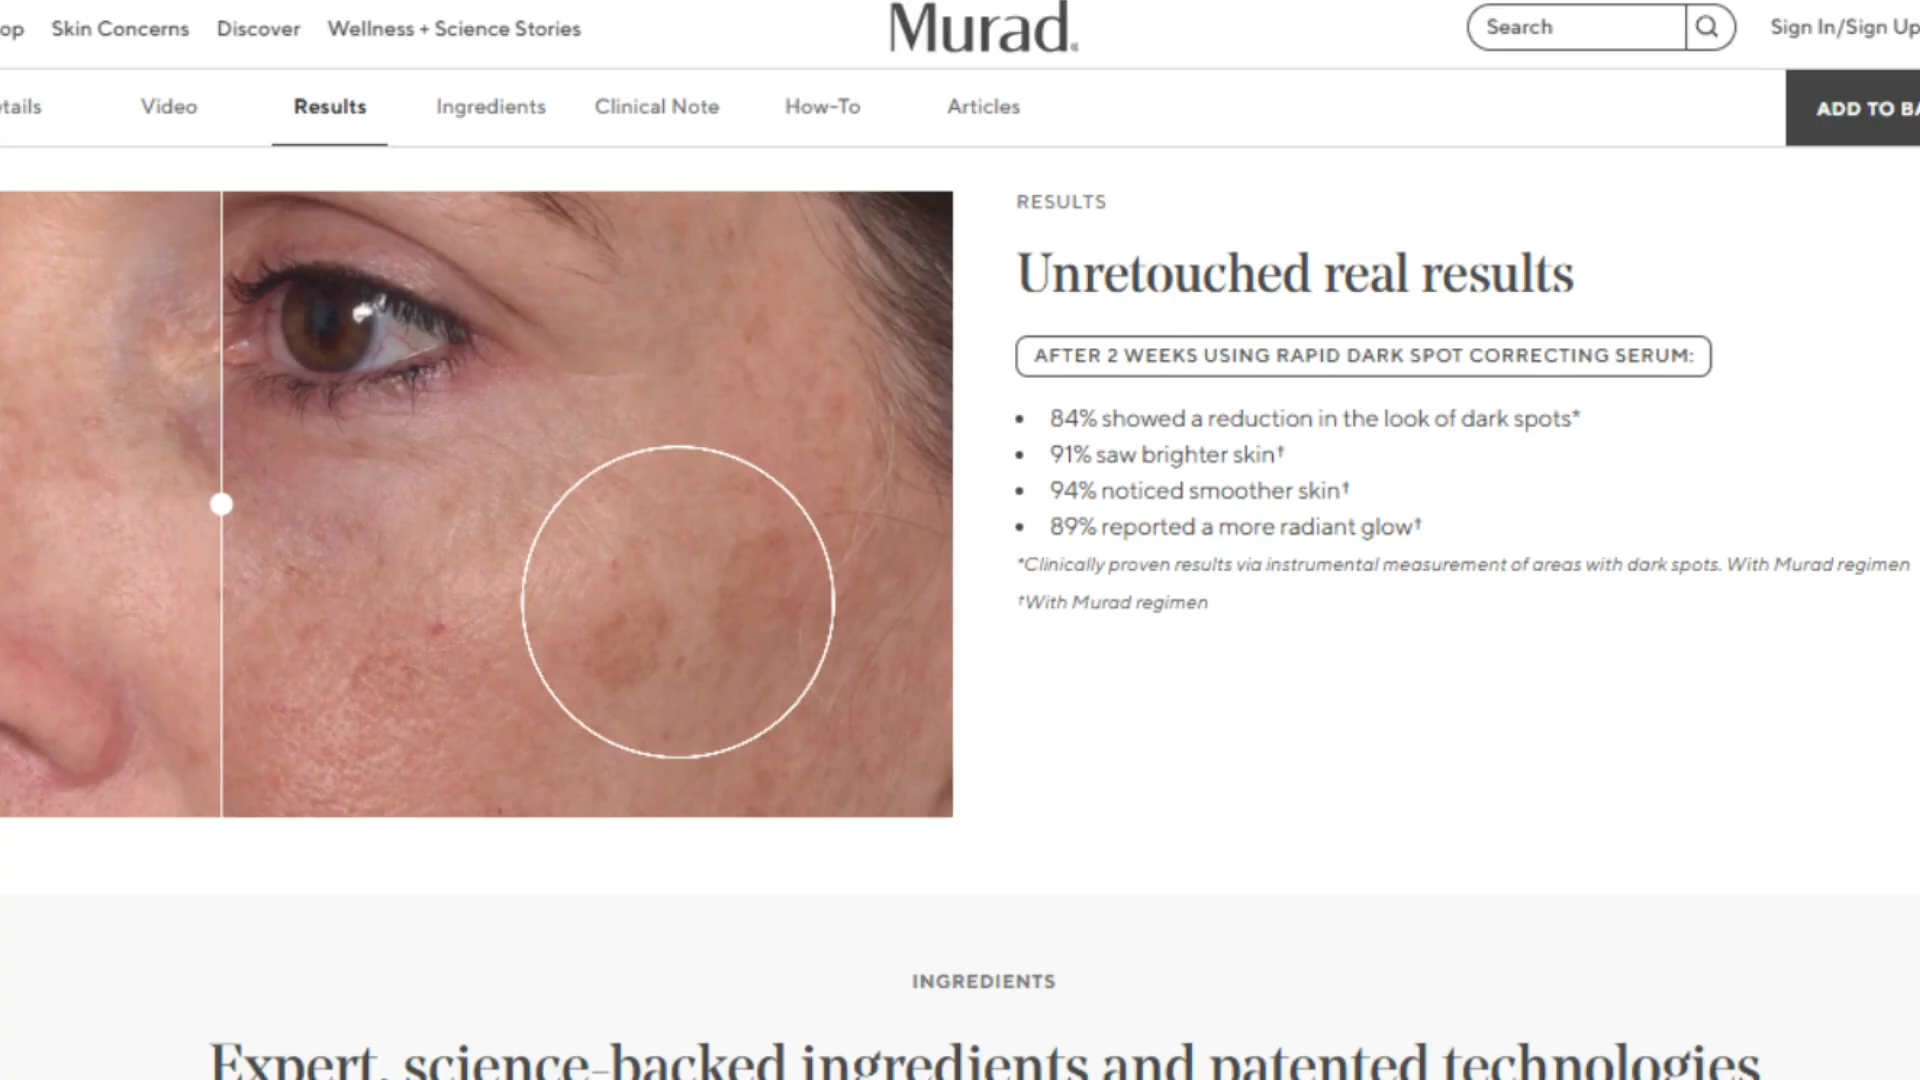 Skin Concerns Discover Wellness + Science Stories Murad. Search Sign In/Sign Up
Video Results Ingredients Clinical Note How-To Articles ADD TO
RESULTS
Unretouched real results
AFTER 2 WEEKS USING RAPID DARK SPOT CORRECTING SERUM:
• 84% showed a reduction in the look of dark spots*
• 91% saw brighter skin†
• 94% noticed smoother skin†
• 89% reported a more radiant glow†
*Clinically proven results via instrumental measurement of areas with dark spots. With Murad regimen
†With Murad regimen
INGREDIENTS
Expert, science-backed ingredients and patented technologies